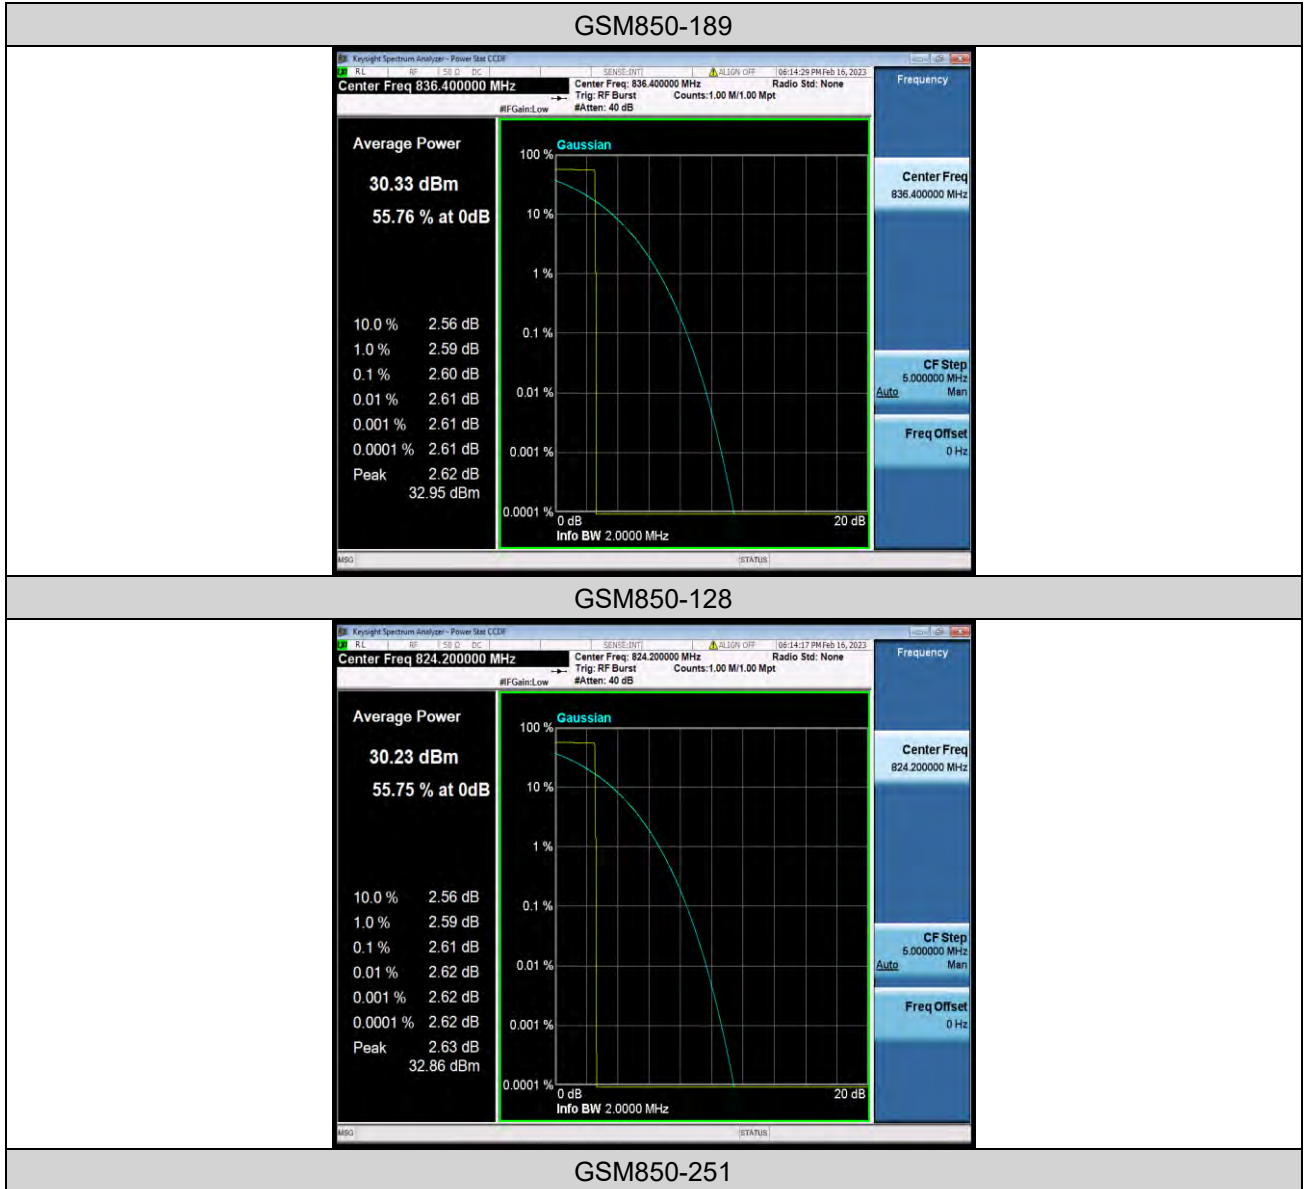 GSM850-189
Keysight Spectrum Analyzer - Power Stat CCDF
RL RF 50 Ω DC SENSE:INT ALIGN OFF 06:14:29 PM Feb 16, 2023
Center Freq 836.400000 MHz
Center Freq: 836.400000 MHz Radio Std: None
Trig: RF Burst Counts:1.00 M/1.00 Mpt
#IFGain:Low #Atten: 40 dB
Frequency
Average Power
30.33 dBm
55.76 % at 0dB
10.0 % 2.56 dB
1.0 % 2.59 dB
0.1 % 2.60 dB
0.01 % 2.61 dB
0.001 % 2.61 dB
0.0001 % 2.61 dB
Peak 2.62 dB
32.95 dBm
Gaussian
100 %
10 %
1 %
0.1 %
0.01 %
0.001 %
0.0001 %
0 dB 20 dB
Info BW 2.0000 MHz
Center Freq
836.400000 MHz
CF Step
5.000000 MHz
Auto Man
Freq Offset
0 Hz
MSG STATUS
GSM850-128
Keysight Spectrum Analyzer - Power Stat CCDF
RL RF 50 Ω DC SENSE:INT ALIGN OFF 06:14:17 PM Feb 16, 2023
Center Freq 824.200000 MHz
Center Freq: 824.200000 MHz Radio Std: None
Trig: RF Burst Counts:1.00 M/1.00 Mpt
#IFGain:Low #Atten: 40 dB
Frequency
Average Power
30.23 dBm
55.75 % at 0dB
10.0 % 2.56 dB
1.0 % 2.59 dB
0.1 % 2.61 dB
0.01 % 2.62 dB
0.001 % 2.62 dB
0.0001 % 2.62 dB
Peak 2.63 dB
32.86 dBm
Gaussian
100 %
10 %
1 %
0.1 %
0.01 %
0.001 %
0.0001 %
0 dB 20 dB
Info BW 2.0000 MHz
Center Freq
824.200000 MHz
CF Step
5.000000 MHz
Auto Man
Freq Offset
0 Hz
MSG STATUS
GSM850-251